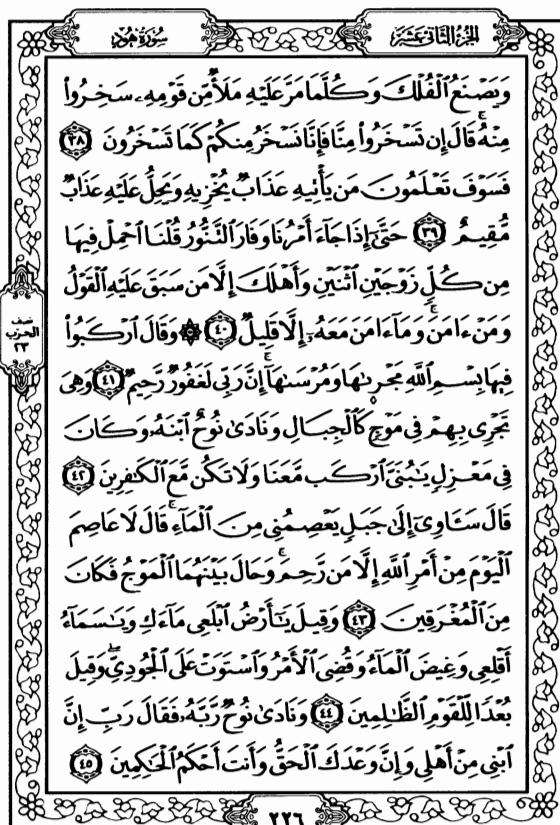 الجزء الثاني عشر
سورة هود
وَيَصۡنَعُ ٱلۡفُلۡكَ وَكُلَّمَا مَرَّ عَلَيۡهِ مَلَأٌ مِّن قَوۡمِهِۦ سَخِرُواْ
مِنۡهُۚ قَالَ إِن تَسۡخَرُواْ مِنَّا فَإِنَّا نَسۡخَرُ مِنكُمۡ كَمَا تَسۡخَرُونَ ٣٨
فَسَوۡفَ تَعۡلَمُونَ مَن يَأۡتِيهِ عَذَابٌ يُخۡزِيهِ وَيَحِلُّ عَلَيۡهِ عَذَابٌ
مُّقِيمٌ ٣٩ حَتَّىٰٓ إِذَا جَآءَ أَمۡرُنَا وَفَارَ ٱلتَّنُّورُ قُلۡنَا ٱحۡمِلۡ فِيهَا
مِن كُلٍّ زَوۡجَيۡنِ ٱثۡنَيۡنِ وَأَهۡلَكَ إِلَّا مَن سَبَقَ عَلَيۡهِ ٱلۡقَوۡلُ
وَمَنۡ ءَامَنَۚ وَمَآ ءَامَنَ مَعَهُۥٓ إِلَّا قَلِيلٌ ٤٠ ۞ وَقَالَ ٱرۡكَبُواْ
فِيهَا بِسۡمِ ٱللَّهِ مَجۡر۪ىٰهَا وَمُرۡسَىٰهَآۚ إِنَّ رَبِّي لَغَفُورٌ رَّحِيمٌ ٤١ وَهِيَ
تَجۡرِي بِهِمۡ فِي مَوۡجٍ كَٱلۡجِبَالِ وَنَادَىٰ نُوحٌ ٱبۡنَهُۥ وَكَانَ
فِي مَعۡزِلٍ يَٰبُنَيَّ ٱرۡكَب مَّعَنَا وَلَا تَكُن مَّعَ ٱلۡكَٰفِرِينَ ٤٢
قَالَ سَـَٔاوِيٓ إِلَىٰ جَبَلٍ يَعۡصِمُنِي مِنَ ٱلۡمَآءِۚ قَالَ لَا عَاصِمَ
ٱلۡيَوۡمَ مِنۡ أَمۡرِ ٱللَّهِ إِلَّا مَن رَّحِمَۚ وَحَالَ بَيۡنَهُمَا ٱلۡمَوۡجُ فَكَانَ
مِنَ ٱلۡمُغۡرَقِينَ ٤٣ وَقِيلَ يَٰٓأَرۡضُ ٱبۡلَعِي مَآءَكِ وَيَٰسَمَآءُ
أَقۡلِعِي وَغِيضَ ٱلۡمَآءُ وَقُضِيَ ٱلۡأَمۡرُ وَٱسۡتَوَتۡ عَلَى ٱلۡجُودِيِّۖ وَقِيلَ
بُعۡدًا لِّلۡقَوۡمِ ٱلظَّٰلِمِينَ ٤٤ وَنَادَىٰ نُوحٌ رَّبَّهُۥ فَقَالَ رَبِّ إِنَّ
ٱبۡنِي مِنۡ أَهۡلِي وَإِنَّ وَعۡدَكَ ٱلۡحَقُّ وَأَنتَ أَحۡكَمُ ٱلۡحَٰكِمِينَ ٤٥
نصف
الحزب
٢٣
٢٢٦